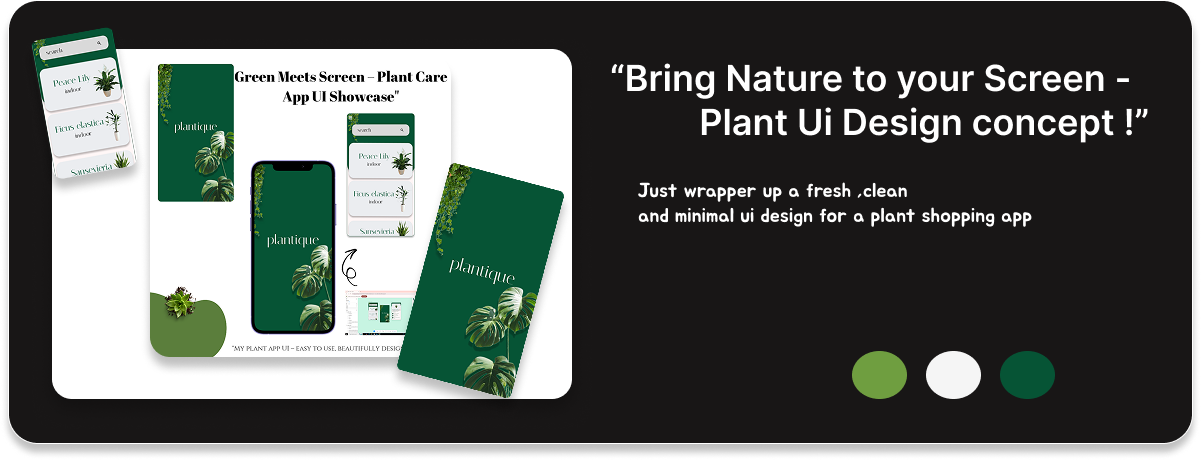 search
Peace Lily
indoor
Ficus elastica
indoor
Sansevieria
Green Meets Screen – Plant Care
App UI Showcase"
plantique
search
Peace Lily
indoor
Ficus elastica
indoor
Sansevieria
plantique
plantique
"My plant app UI – easy to use, beautifully
“Bring Nature to your Screen -
Plant Ui Design concept !”
Just wrapper up a fresh ,clean
and minimal ui design for a plant shopping app